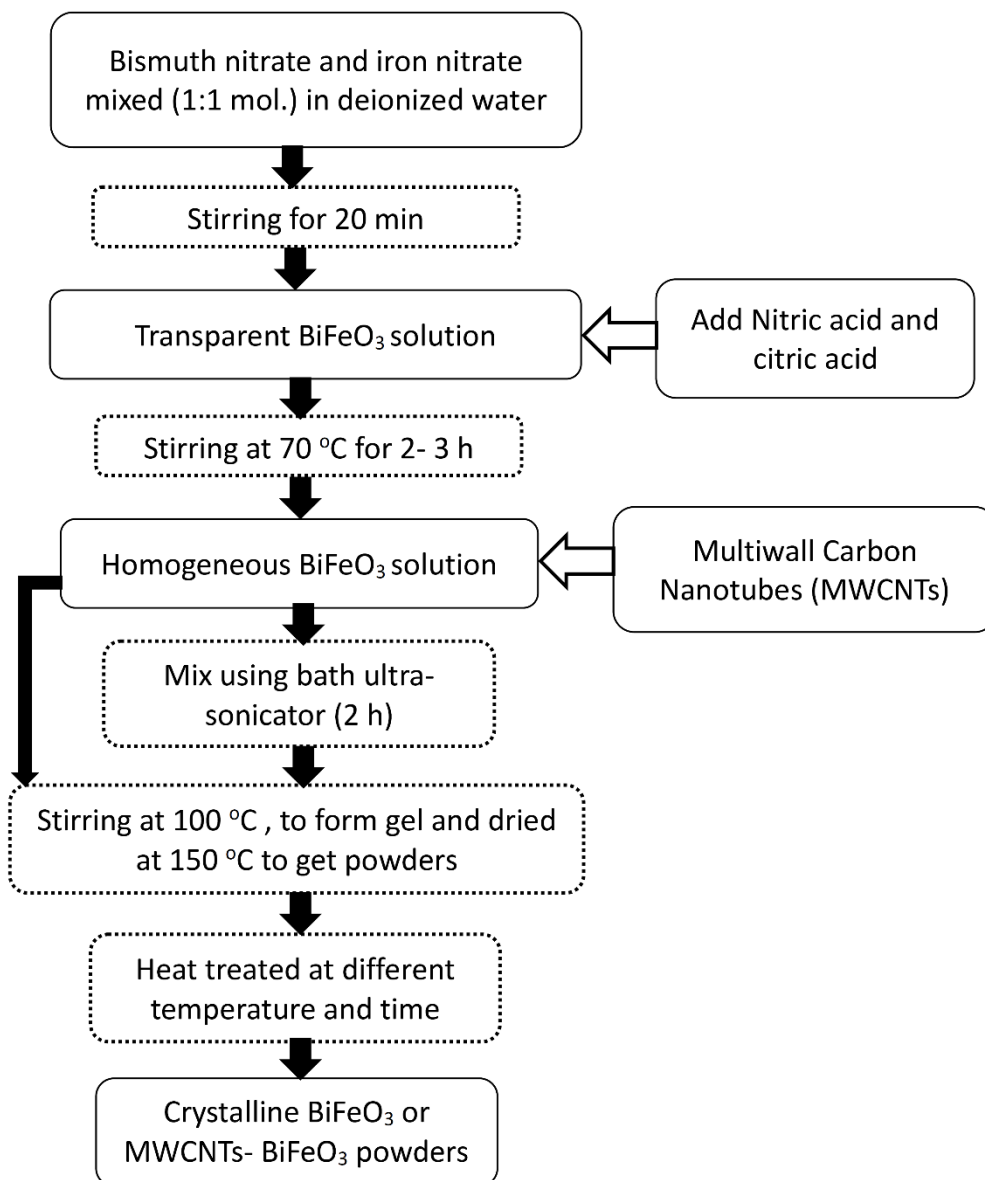 Bismuth nitrate and iron nitrate
mixed (1:1 mol.) in deionized water
Stirring for 20 min
Transparent BiFeO₃ solution
Add Nitric acid and
citric acid
Stirring at 70 ᵒC for 2- 3 h
Homogeneous BiFeO₃ solution
Multiwall Carbon
Nanotubes (MWCNTs)
Mix using bath ultra-
sonicator (2 h)
Stirring at 100 ᵒC , to form gel and dried
at 150 ᵒC to get powders
Heat treated at different
temperature and time
Crystalline BiFeO₃ or
MWCNTs- BiFeO₃ powders